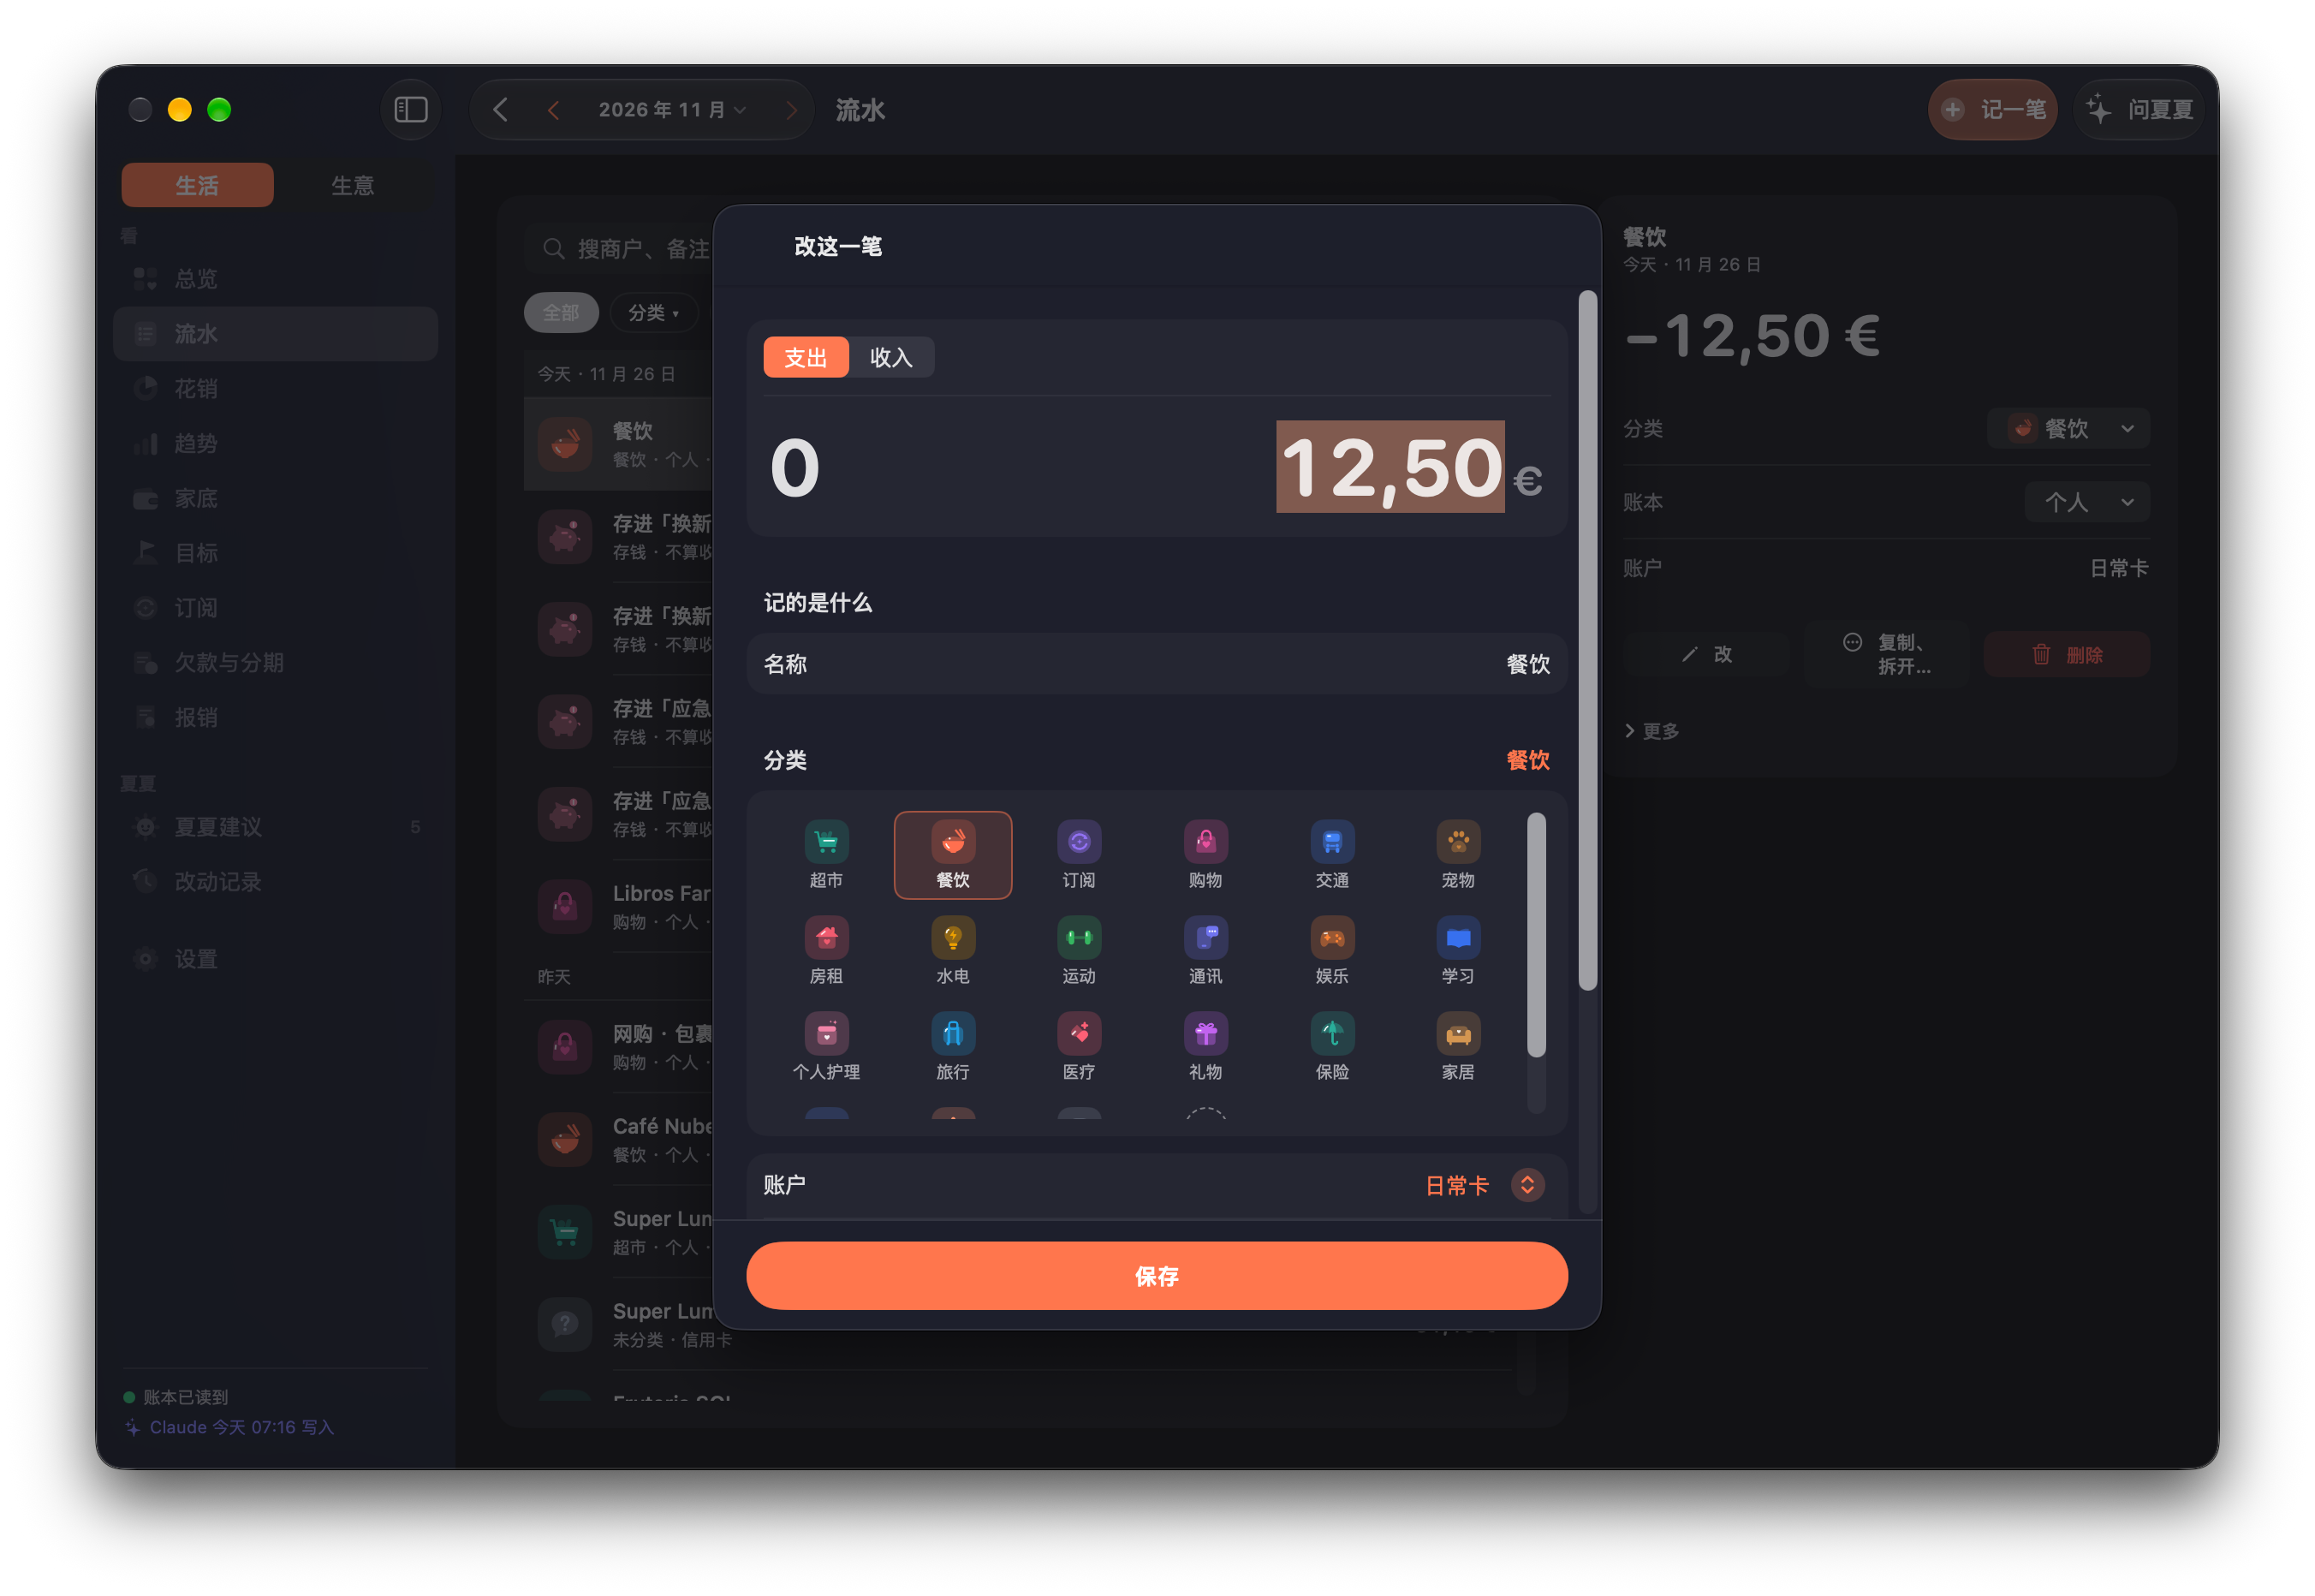 2026 年 11 月
流水
记一笔
问夏夏
生活
生意
看
总览
流水
花销
趋势
家底
目标
订阅
欠款与分期
报销
夏夏
夏夏建议
5
改动记录
设置
账本已读到
Claude 今天 07:16 写入
搜商户、备注
全部
分类
今天 · 11 月 26 日
餐饮
餐饮 · 个人 ·
存进「换新
存钱 · 不算收
存进「换新
存钱 · 不算收
存进「应急
存钱 · 不算收
存进「应急
存钱 · 不算收
Libros Far
购物 · 个人 ·
昨天
网购 · 包裹
购物 · 个人 ·
Café Nube
餐饮 · 个人 ·
Super Lum
超市 · 个人 ·
Super Lum
未分类 · 信用卡
改这一笔
支出
收入
0
12,50 €
记的是什么
名称
餐饮
分类
餐饮
超市
餐饮
订阅
购物
交通
宠物
房租
水电
运动
通讯
娱乐
学习
个人护理
旅行
医疗
礼物
保险
家居
账户
日常卡
保存
餐饮
今天 · 11 月 26 日
−12,50 €
分类
餐饮
账本
个人
账户
日常卡
改
复制、
拆开...
删除
更多